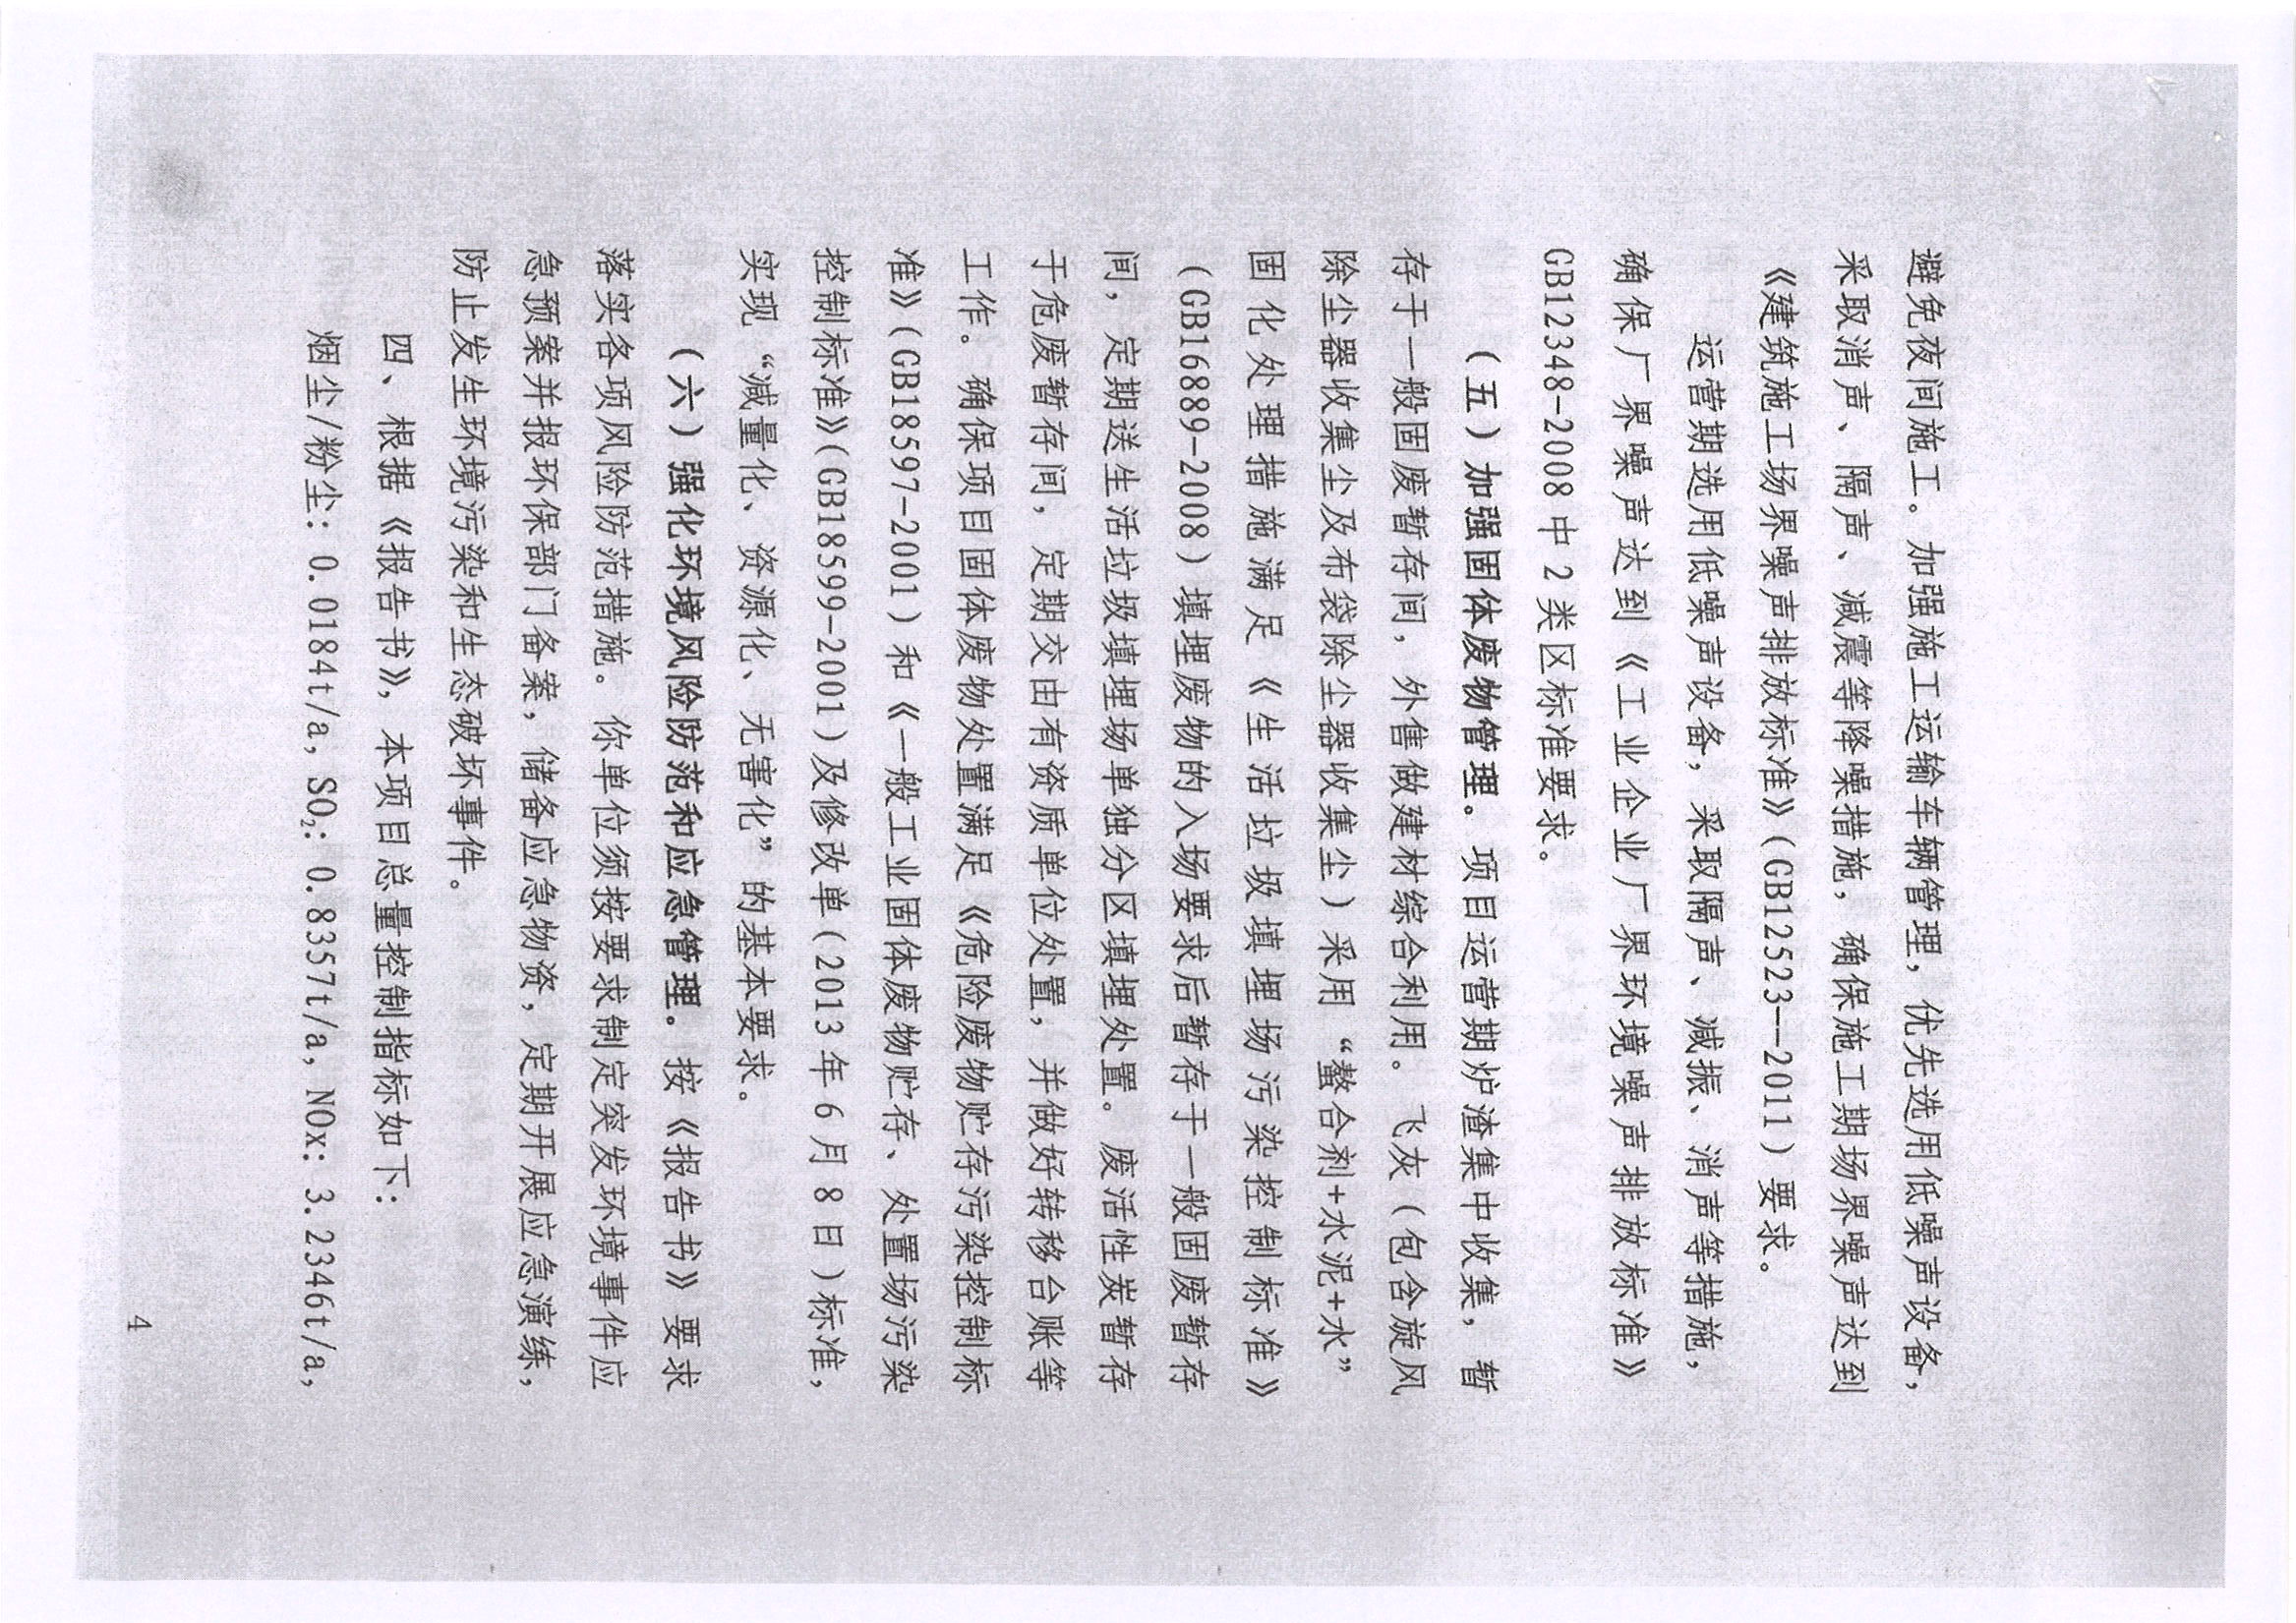 避免夜间施工。加强施工运输车辆管理，优先选用低噪声设备，
采取消声、隔声、减震等降噪措施，确保施工期场界噪声达到
《建筑施工场界噪声排放标准》（GB12523—-2011）要求。
运营期选用低噪声设备，采取隔声、减振、消声等措施，
确保厂界噪声达到《工业企业厂界环境噪声排放标准》
GB12348-2008 中 2 类区标准要求。
（五）加强固体废物管理。项目运营期炉渣集中收集，暂
存于一般固废暂存间，外售做建材综合利用。飞灰（包含旋风
除尘器收集尘及布袋除尘器收集尘）采用“螯合剂+水泥+水”
固化处理措施满足《生活垃圾填埋场污染控制标准》
（GB16889-2008）填埋废物的入场要求后暂存于一般固废暂存
间，定期送生活垃圾填埋场单独分区填埋处置。废活性炭暂存
于危废暂存间，定期交由有资质单位处置，并做好转移台账等
工作。确保项目固体废物处置满足《危险废物贮存污染控制标
准》（GB18597-2001）和《一般工业固体废物贮存、处置场污染
控制标准》（GB18599-2001）及修改单（2013 年 6 月 8 日）标准，
实现“减量化、资源化、无害化”的基本要求。
（六）强化环境风险防范和应急管理。按《报告书》要求
落实各项风险防范措施。你单位须按要求制定突发环境事件应
急预案并报环保部门备案，储备应急物资，定期开展应急演练，
防止发生环境污染和生态破坏事件。
四、根据《报告书》，本项目总量控制指标如下：
烟尘/粉尘：0.0184t/a，SO₂：0.8357t/a，NOx：3.2346t/a，
4